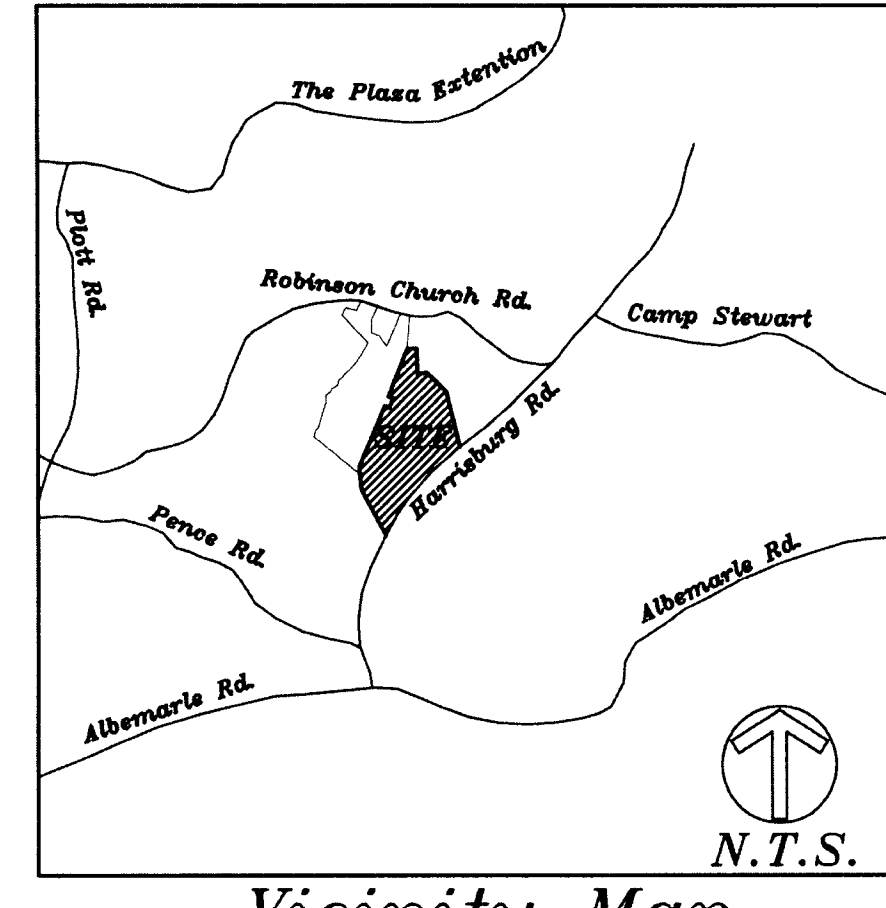 The Plaza Extention
Plott Rd.
Robinson Church Rd.
Camp Stewart
SITE
Harrisburg Rd.
Pence Rd.
Albemarle Rd.
Albemarle Rd.
N.T.S.
Vicinity Map